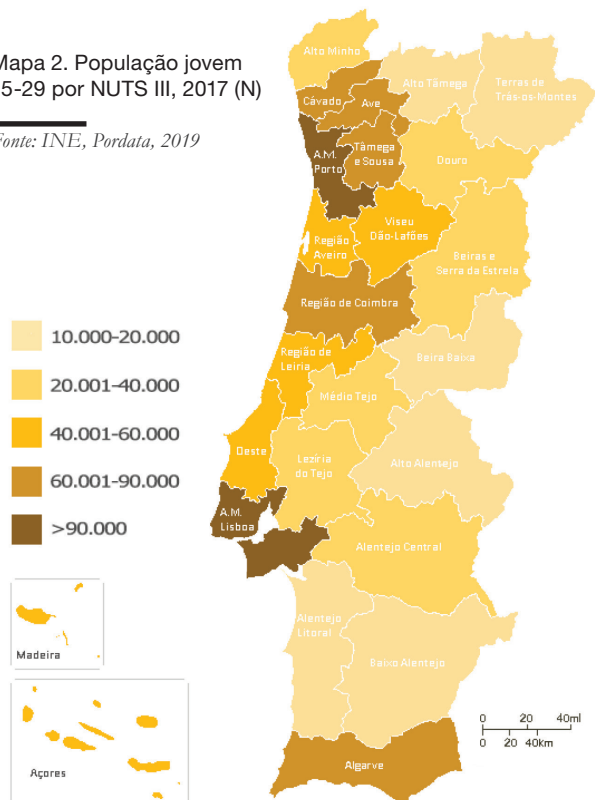 Mapa 2. População jovem
5-29 por NUTS III, 2017 (N)
Fonte: INE, Pordata, 2019
Alto Minho
Alto Tâmega
Terras de
Trás-os-Montes
Cávado
Ave
A.M.
Porto
Tâmega
e Sousa
Douro
Viseu
Dão-Lafões
Região
Aveiro
Beiras e
Serra da Estrela
Região de Coimbra
Região de
Leiria
Beira Baixa
Médio Tejo
Oeste
Lezíria
do Tejo
Alto Alentejo
A.M.
Lisboa
Alentejo Central
Alentejo
Litoral
Baixo Alentejo
Algarve
10.000-20.000
20.001-40.000
40.001-60.000
60.001-90.000
>90.000
Madeira
Açores
0 20 40ml
0 20 40km